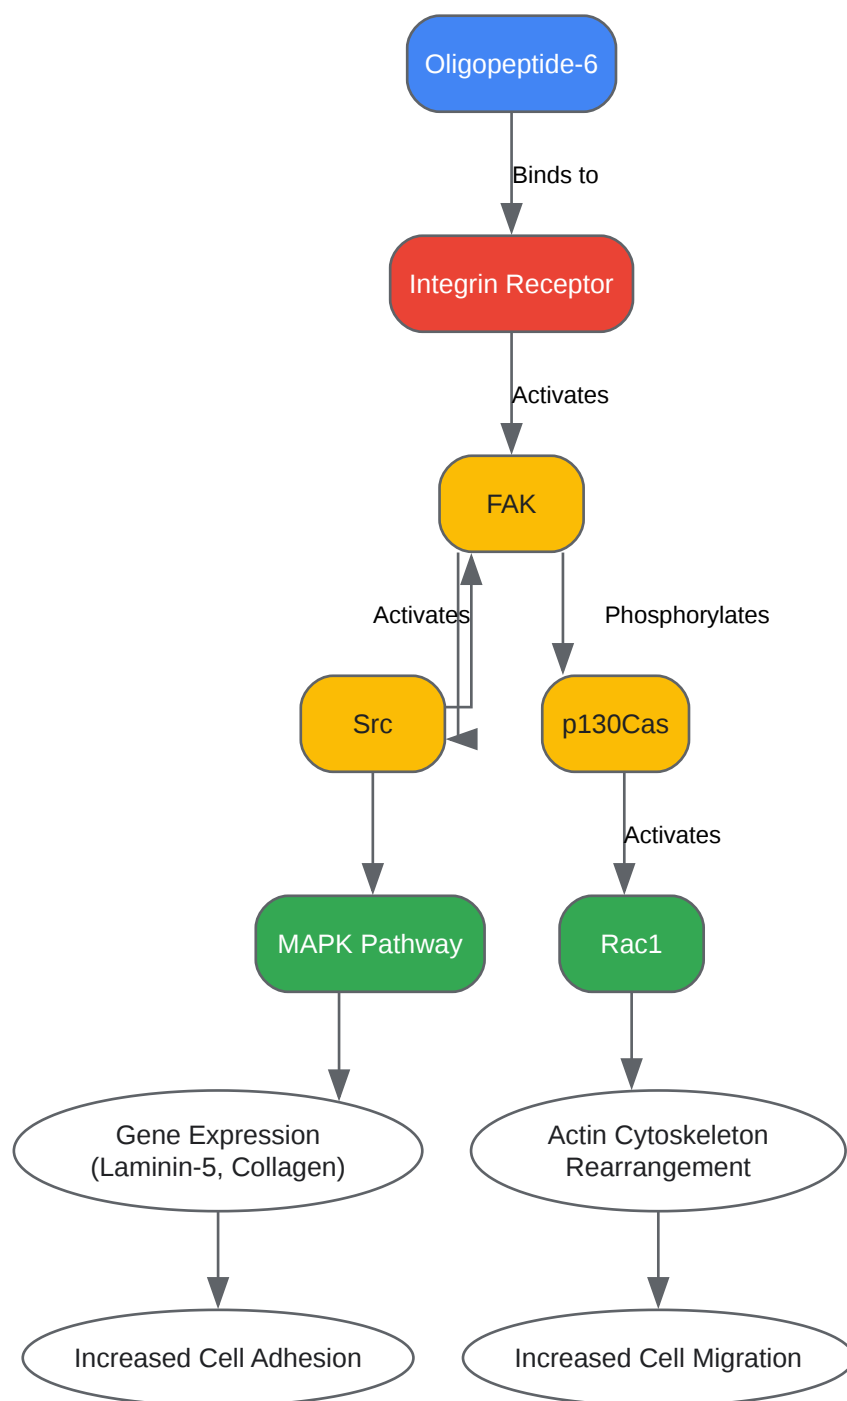 Oligopeptide-6
Binds to
Integrin Receptor
Activates
FAK
Activates
Phosphorylates
Src
p130Cas
Activates
MAPK Pathway
Rac1
Gene Expression
(Laminin-5, Collagen)
Actin Cytoskeleton
Rearrangement
Increased Cell Adhesion
Increased Cell Migration